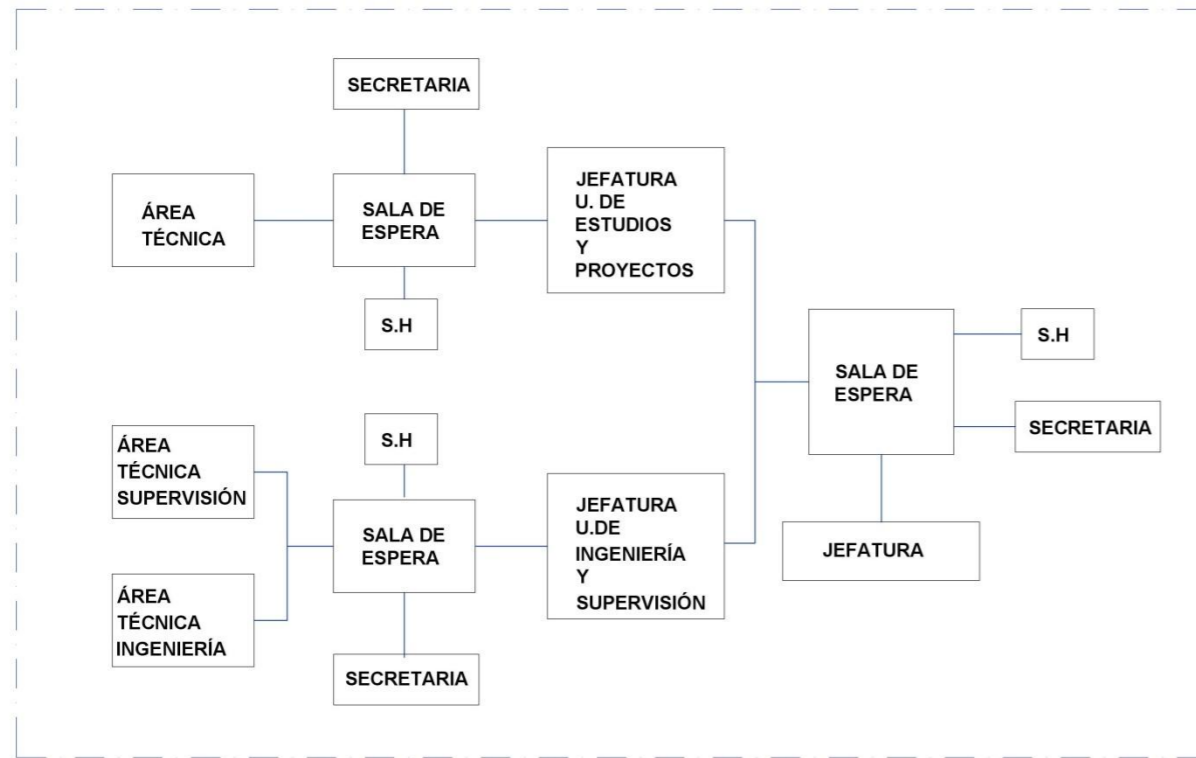 SECRETARIA
ÁREA
TÉCNICA
SALA DE
ESPERA
JEFATURA
U. DE
ESTUDIOS
Y
PROYECTOS
S.H
S.H
SALA DE
ESPERA
SECRETARIA
JEFATURA
S.H
ÁREA
TÉCNICA
SUPERVISIÓN
SALA DE
ESPERA
JEFATURA
U.DE
INGENIERÍA
Y
SUPERVISIÓN
ÁREA
TÉCNICA
INGENIERÍA
SECRETARIA